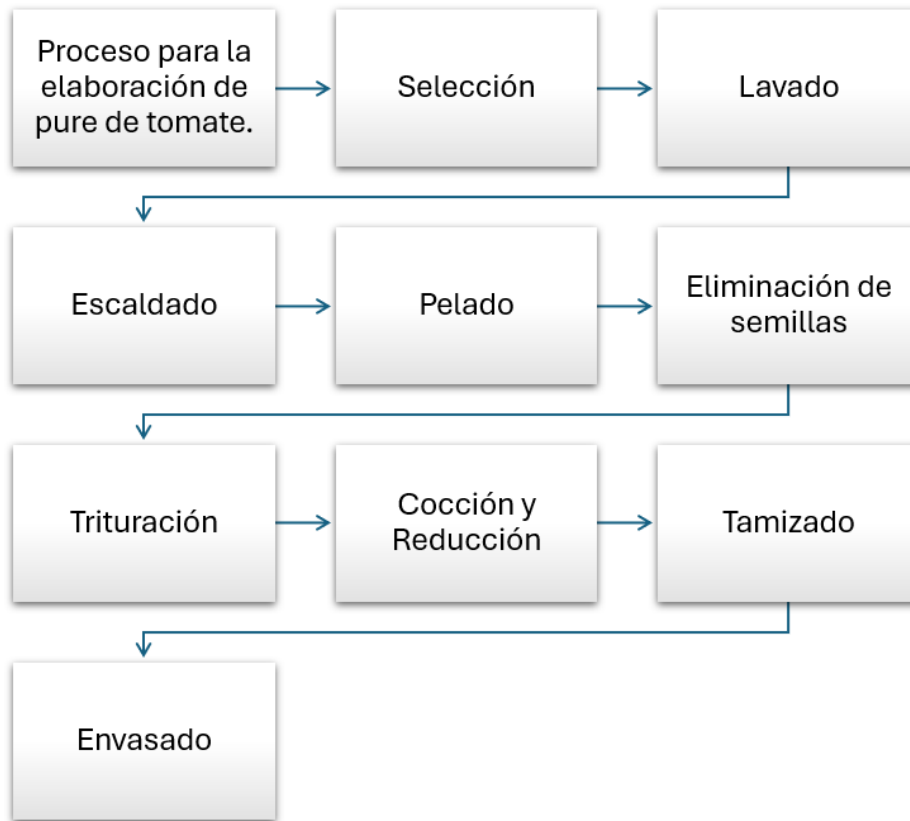 Proceso para la
elaboración de
pure de tomate.
Selección
Lavado
Escaldado
Pelado
Eliminación de
semillas
Trituración
Cocción y
Reducción
Tamizado
Envasado